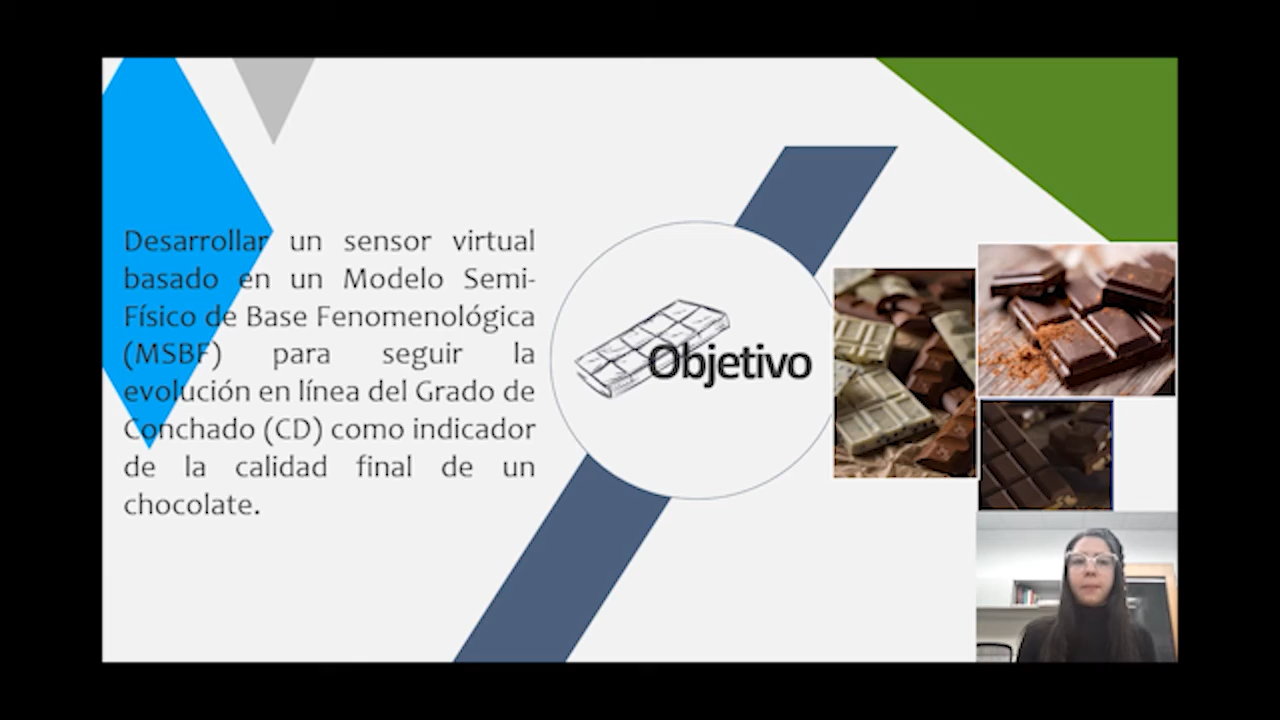 Desarrollar un sensor virtual
basado en un Modelo Semi-
Físico de Base Fenomenológica
(MSBF) para seguir la
evolución en línea del Grado de
Conchado (CD) como indicador
de la calidad final de un
chocolate.
Objetivo